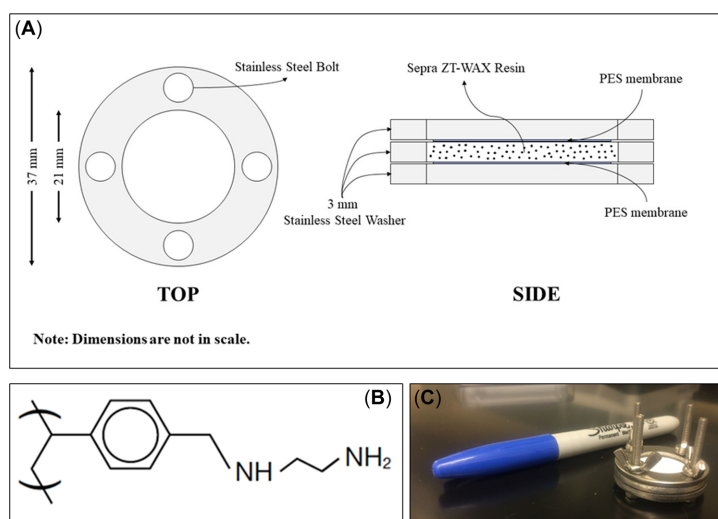 (A)
Stainless Steel Bolt
37 mm
21 mm
TOP
Sepra ZT-WAX Resin
PES membrane
3 mm
Stainless Steel Washer
PES membrane
SIDE
Note: Dimensions are not in scale.
(B)
NH
NH2
(C)
Sharpie